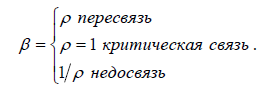 ρ пересвязь
β = { ρ = 1 критическая связь .
1/ρ недосвязь